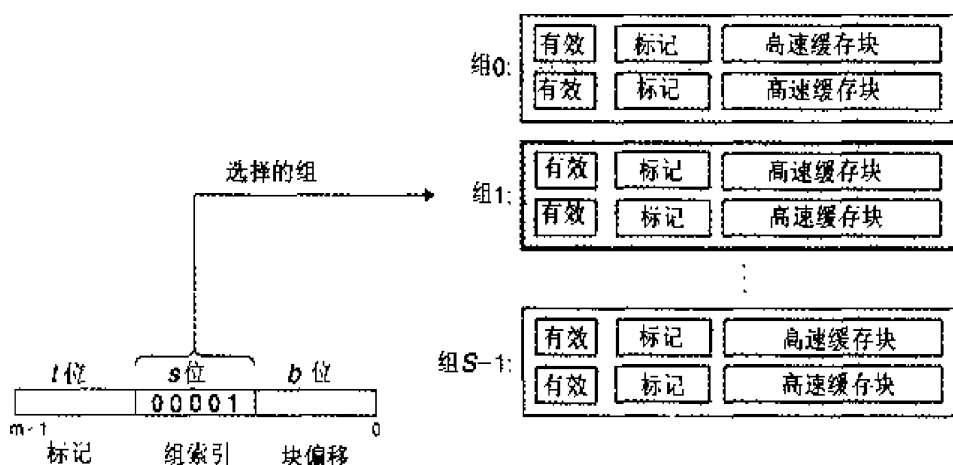 组0:
有效 标记 高速缓存块
有效 标记 高速缓存块
选择的组
组1:
有效 标记 高速缓存块
有效 标记 高速缓存块
组S-1:
有效 标记 高速缓存块
有效 标记 高速缓存块
t位 s位 b位
00001
m-1 0
标记 组索引 块偏移